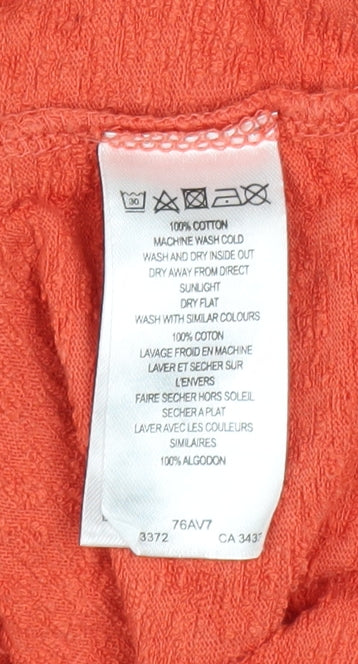 30
100% COTTON
MACHINE WASH COLD
WASH AND DRY INSIDE OUT
DRY AWAY FROM DIRECT
SUNLIGHT
DRY FLAT
WASH WITH SIMILAR COLOURS
100% COTON
LAVAGE FROID EN MACHINE
LAVER ET SECHER SUR
L'ENVERS
FAIRE SECHER HORS SOLEIL
SECHER A PLAT
LAVER AVEC LES COULEURS
SIMILAIRES
100% ALGODON
76AV7
3372 CA